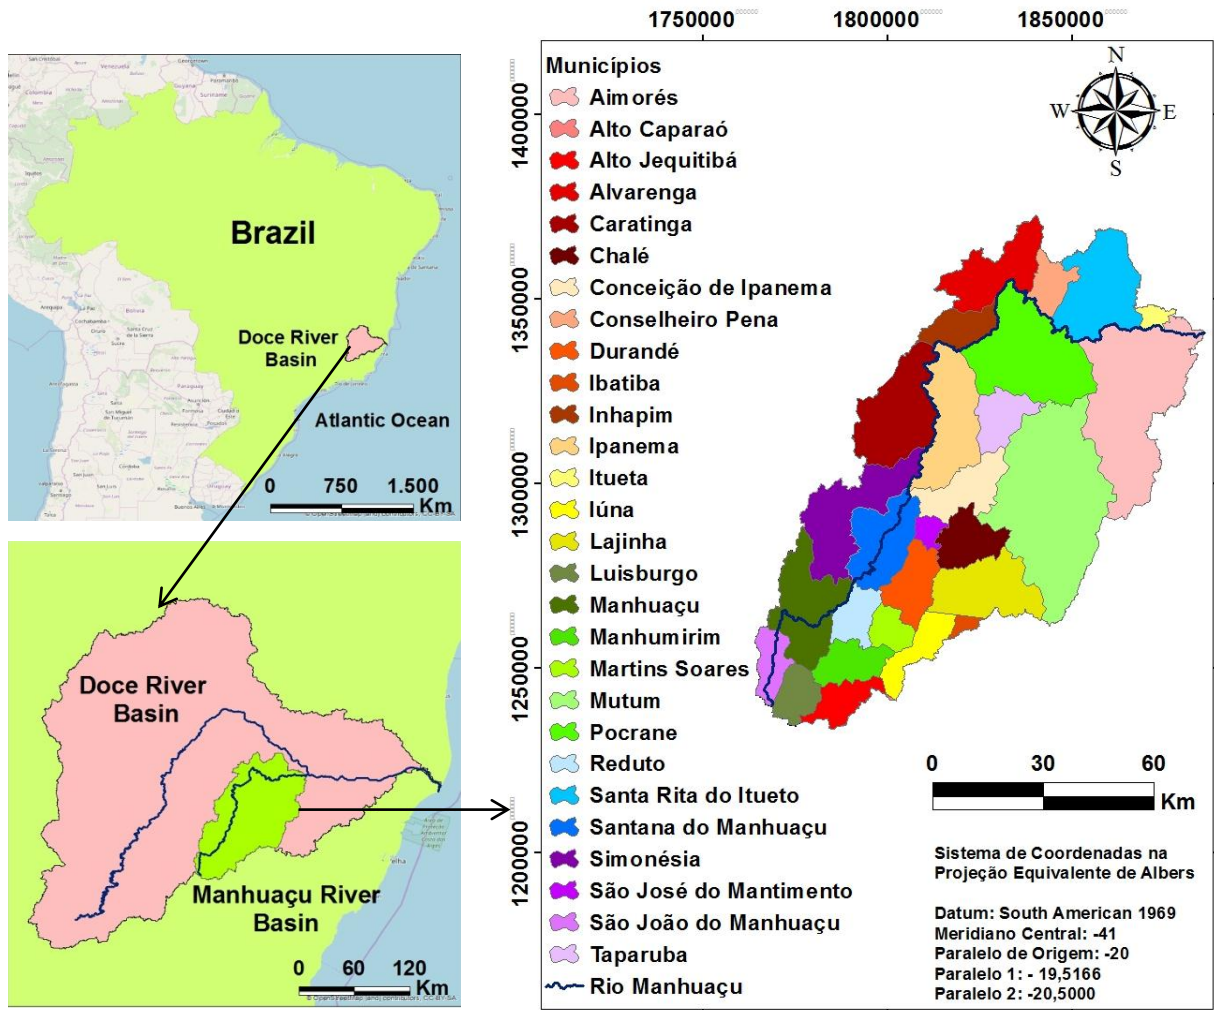 Brazil
Doce River
Basin
Atlantic Ocean
0 750 1.500
Km
Doce River
Basin
Manhuaçu River
Basin
0 60 120
Km
1750000 1800000 1850000
1400000
1350000
1300000
1250000
1200000
Municípios
Aimorés
Alto Caparaó
Alto Jequitibá
Alvarenga
Caratinga
Chalé
Conceição de Ipanema
Conselheiro Pena
Durandé
Ibatiba
Inhapim
Ipanema
Itueta
Iúna
Lajinha
Luisburgo
Manhuaçu
Manhumirim
Martins Soares
Mutum
Pocrane
Reduto
Santa Rita do Itueto
Santana do Manhuaçu
Simonésia
São José do Mantimento
São João do Manhuaçu
Taparuba
Rio Manhuaçu
N
W E
S
0 30 60
Km
Sistema de Coordenadas na
Projeção Equivalente de Albers
Datum: South American 1969
Meridiano Central: -41
Paralelo de Origem: -20
Paralelo 1: - 19,5166
Paralelo 2: -20,5000